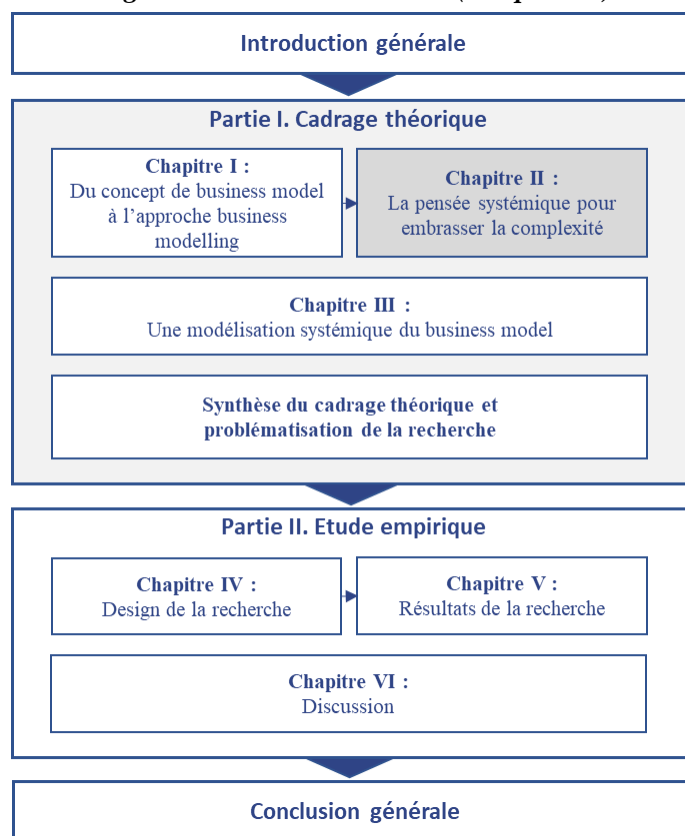 Introduction générale
Partie I. Cadrage théorique
Chapitre I :
Du concept de business model
à l’approche business
modelling
Chapitre II :
La pensée systémique pour
embrasser la complexité
Chapitre III :
Une modélisation systémique du business model
Synthèse du cadrage théorique et
problématisation de la recherche
Partie II. Etude empirique
Chapitre IV :
Design de la recherche
Chapitre V :
Résultats de la recherche
Chapitre VI :
Discussion
Conclusion générale